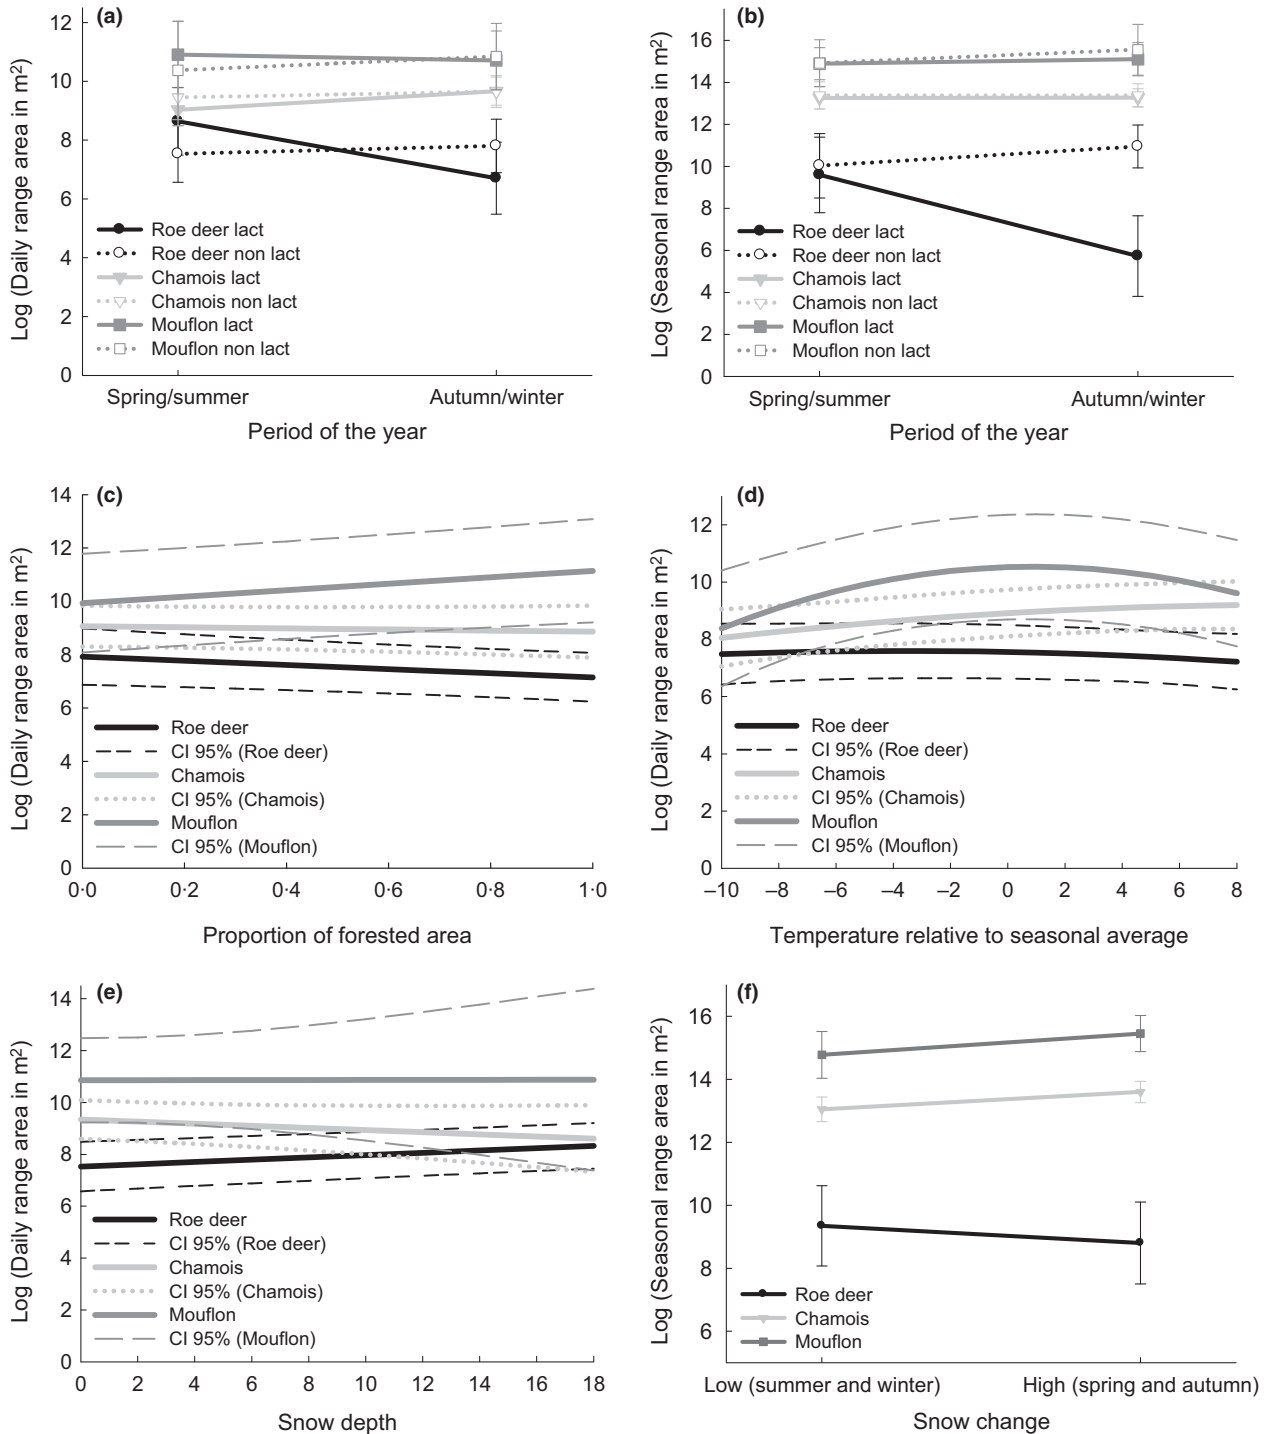 (a)
Log (Daily range area in m²)
12
10
8
6
4
2
0
Roe deer lact
Roe deer non lact
Chamois lact
Chamois non lact
Mouflon lact
Mouflon non lact
Spring/summer
Autumn/winter
Period of the year
(b)
Log (Seasonal range area in m²)
16
14
12
10
8
6
4
2
0
Roe deer lact
Roe deer non lact
Chamois lact
Chamois non lact
Mouflon lact
Mouflon non lact
Spring/summer
Autumn/winter
Period of the year
(c)
Log (Daily range area in m²)
14
12
10
8
6
4
2
0
Roe deer
CI 95% (Roe deer)
Chamois
CI 95% (Chamois)
Mouflon
CI 95% (Mouflon)
0·0 0·2 0·4 0·6 0·8 1·0
Proportion of forested area
(d)
Log (Daily range area in m²)
12
10
8
6
4
2
0
Roe deer
CI 95% (Roe deer)
Chamois
CI 95% (Chamois)
Mouflon
CI 95% (Mouflon)
–10 –8 –6 –4 –2 0 2 4 6 8
Temperature relative to seasonal average
(e)
Log (Daily range area in m²)
14
12
10
8
6
4
2
0
Roe deer
CI 95% (Roe deer)
Chamois
CI 95% (Chamois)
Mouflon
CI 95% (Mouflon)
0 2 4 6 8 10 12 14 16 18
Snow depth
(f)
Log (Seasonal range area in m²)
16
14
12
10
8
6
Roe deer
Chamois
Mouflon
Low (summer and winter)
High (spring and autumn)
Snow change